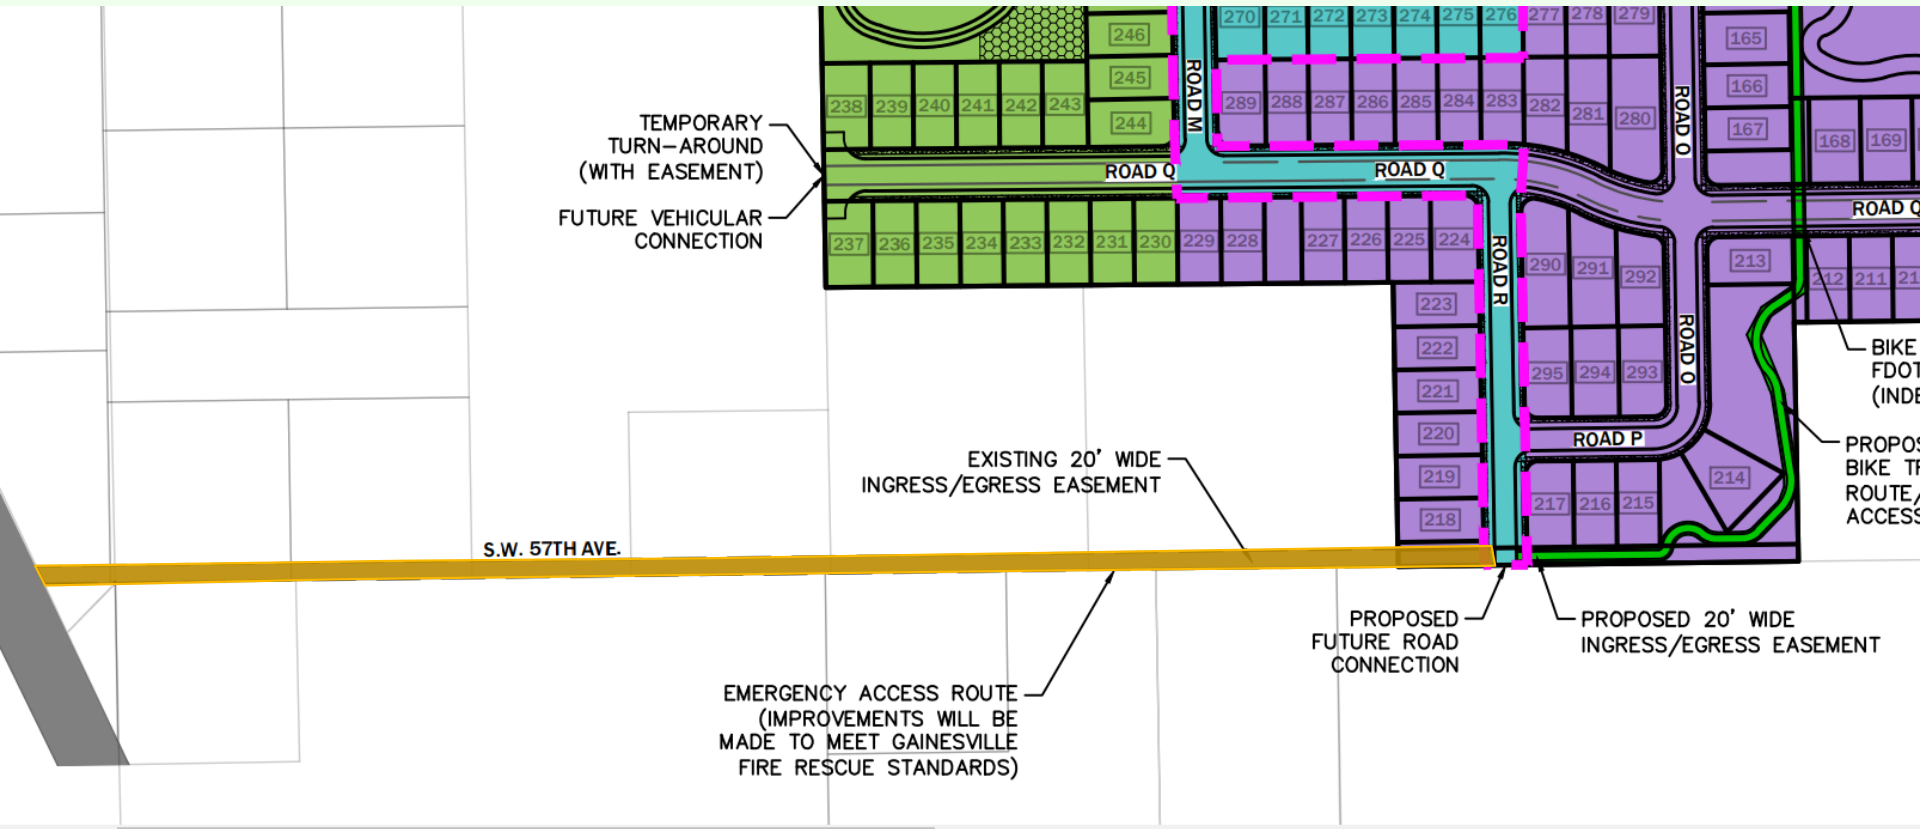 270 271 272 273 274 275 276 277 278 279
246
165
245
166
238 239 240 241 242 243
244
289 288 287 286 285 284 283 282 281 280
167
168 169
ROAD M
ROAD O
TEMPORARY
TURN-AROUND
(WITH EASEMENT)
FUTURE VEHICULAR
CONNECTION
ROAD Q
ROAD Q
ROAD Q
237 236 235 234 233 232 231 230 229 228 227 226 225 224
290 291 292
213
212 211
ROAD R
ROAD O
223
222
221
220
219
218
295 294 293
ROAD P
217 216 215
214
BIKE
FDOT
(INDE
PROPOS
BIKE
ROUTE/
ACCESS
EXISTING 20' WIDE
INGRESS/EGRESS EASEMENT
S.W. 57TH AVE.
PROPOSED
FUTURE ROAD
CONNECTION
PROPOSED 20' WIDE
INGRESS/EGRESS EASEMENT
EMERGENCY ACCESS ROUTE
(IMPROVEMENTS WILL BE
MADE TO MEET GAINESVILLE
FIRE RESCUE STANDARDS)